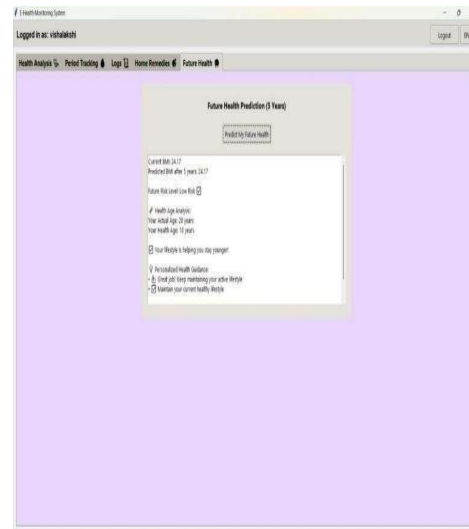 E-Health Monitoring System
Logged in as: vishalakshi
Logout
Health Analysis Period Tracking Logs Home Remedies Future Health
Future Health Prediction (5 Years)
Predict My Future Health
Current BMI: 24.17
Predicted BMI after 5 years: 24.17
Future Risk Level: Low Risk
Health Age Analysis:
Your Actual Age: 20 years
Your Health Age: 18 years
Your lifestyle is helping you stay younger!
Personalized Health Guidance:
- Great job! Keep maintaining your active lifestyle
- Maintain your current healthy lifestyle